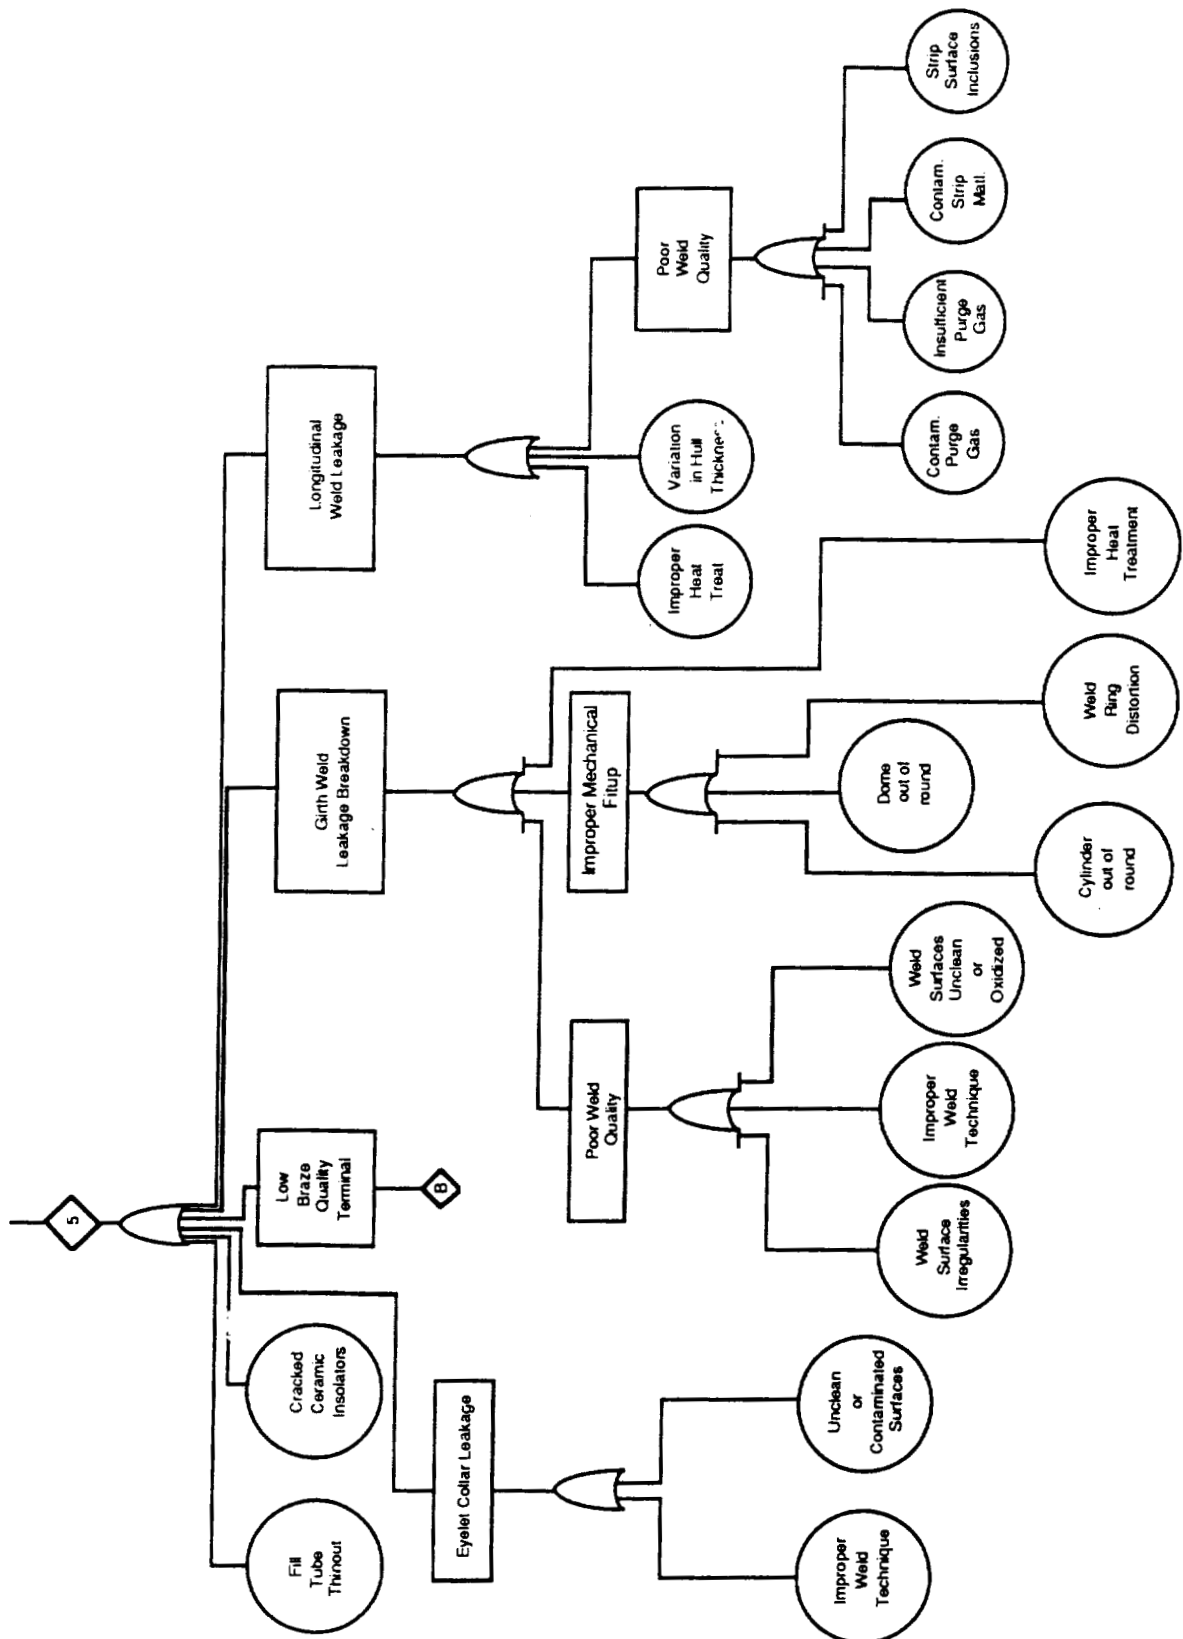 5
Fill
Tube
Thinout
Cracked
Ceramic
Insolators
Low
Braze
Quality
Terminal
B
Girth Weld
Leakage Breakdown
Longitudinal
Weld Leakage
Eyelet Collar Leakage
Improper
Weld
Technique
Unclean
or
Contaminated
Surfaces
Poor Weld
Quality
Improper Mechanical
Fitup
Improper
Heat
Treat
Variation
in Hull
Poor
Weld
Quality
Weld
Surface
Irregularities
Improper
Weld
Technique
Weld
Surfaces
Unclean
or
Oxidized
Cylinder
out of
round
Dome
out of
round
Weld
Ring
Distortion
Improper
Heat
Treatment
Contam.
Purge
Gas
Insufficient
Purge
Gas
Contam.
Strip
Matl.
Strip
Surface
Inclusions